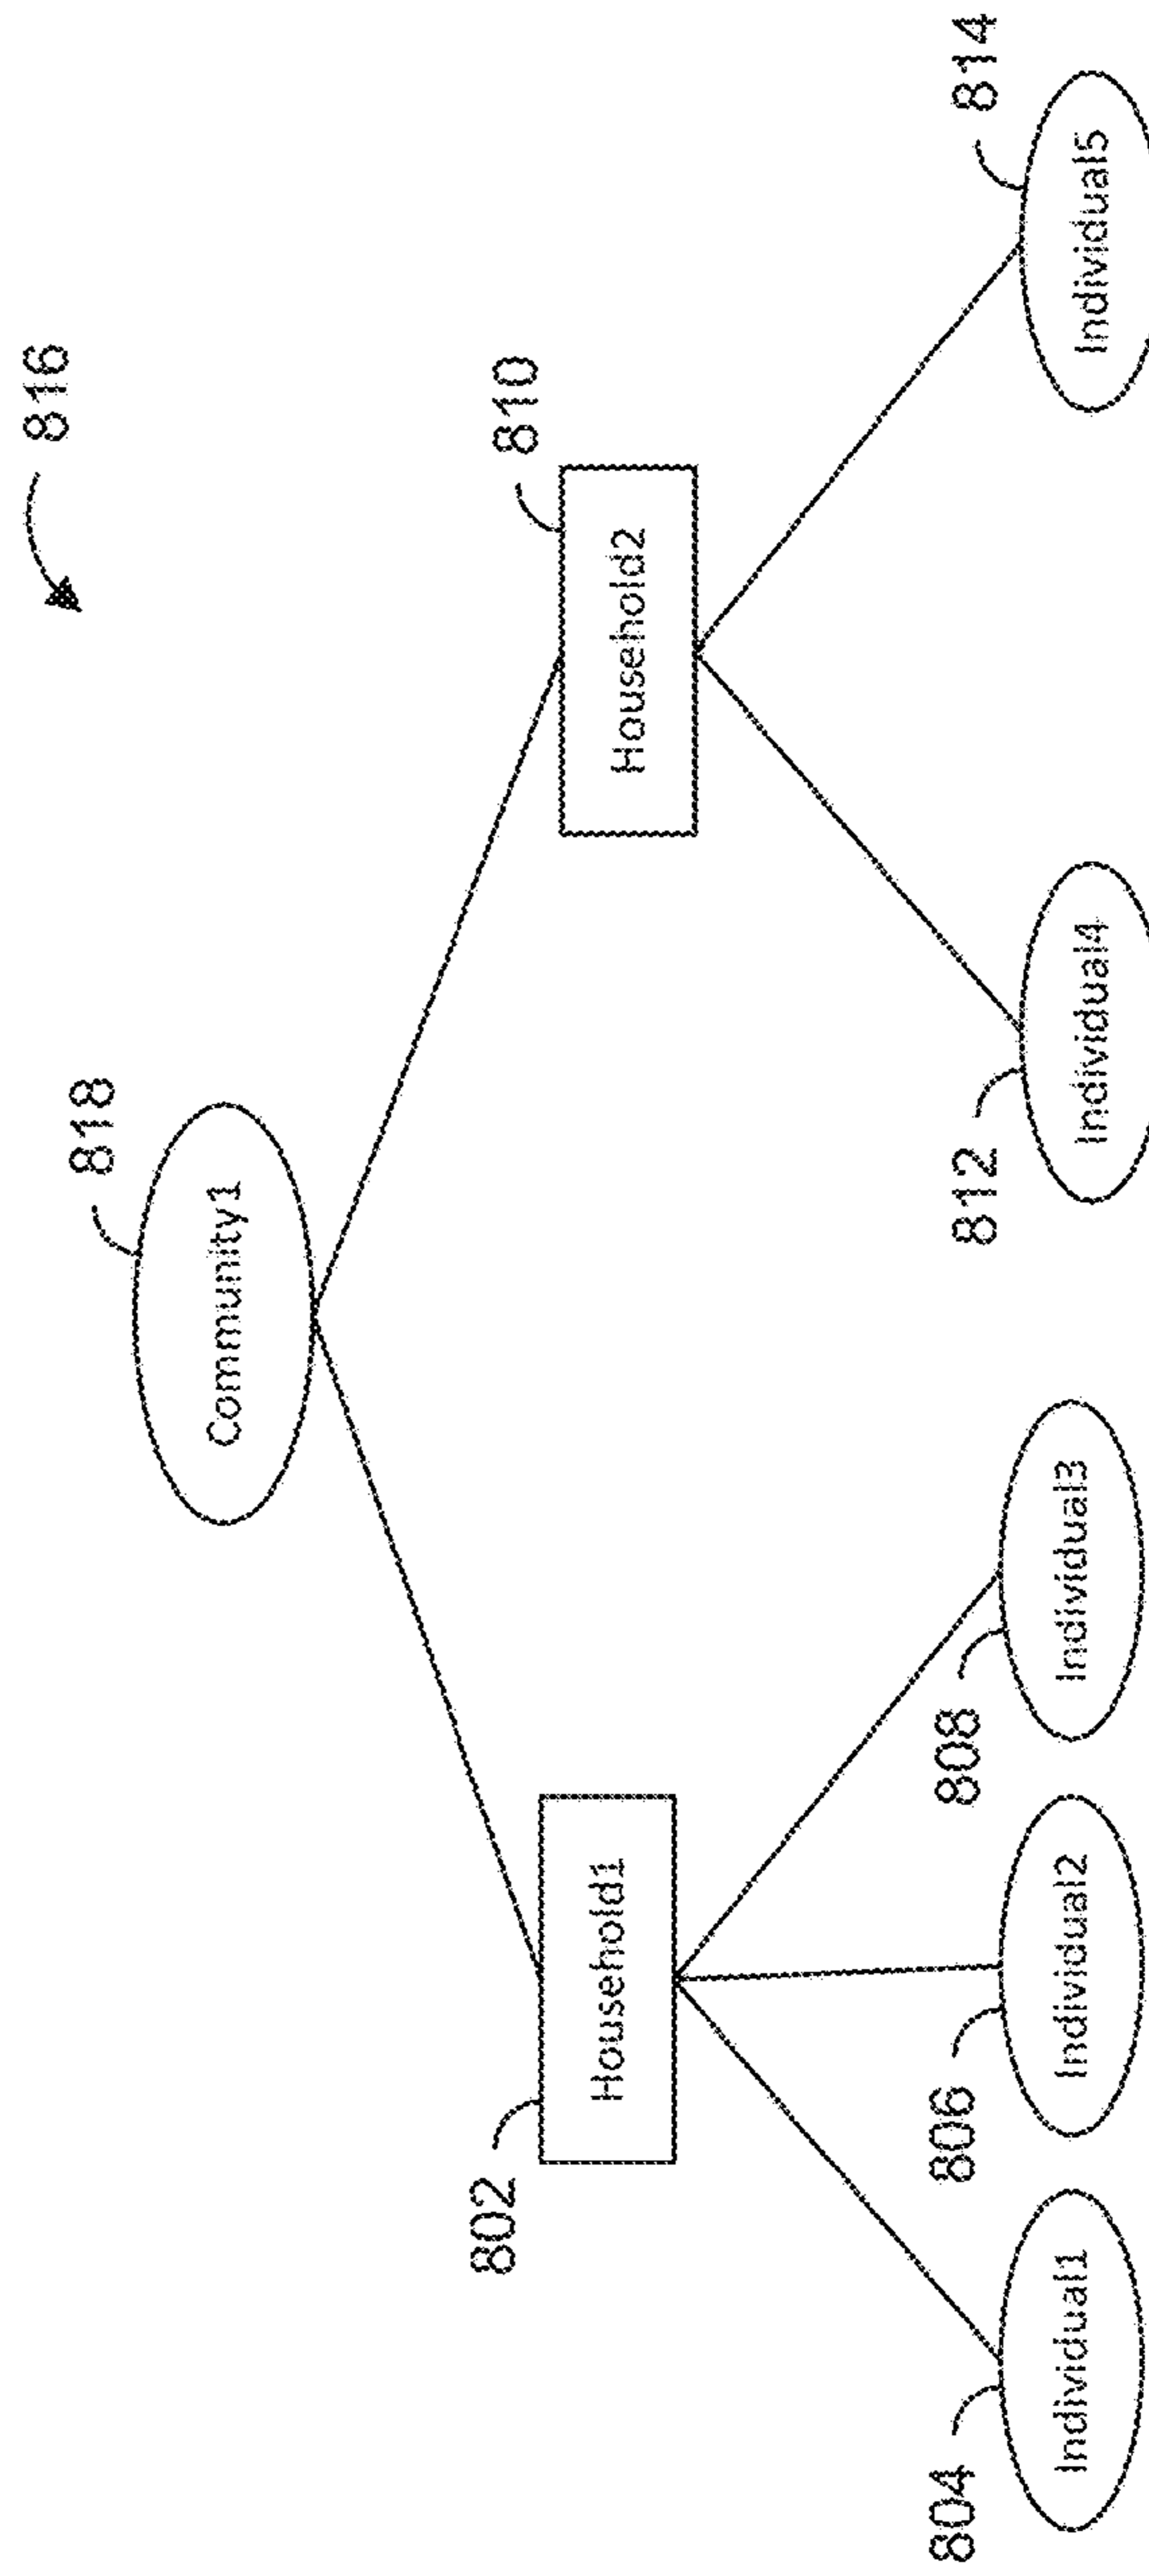 816
818
Community1
810
802
Household1
Household2
804
806
808
812
814
Individual1
Individual2
Individual3
Individual4
Individual5